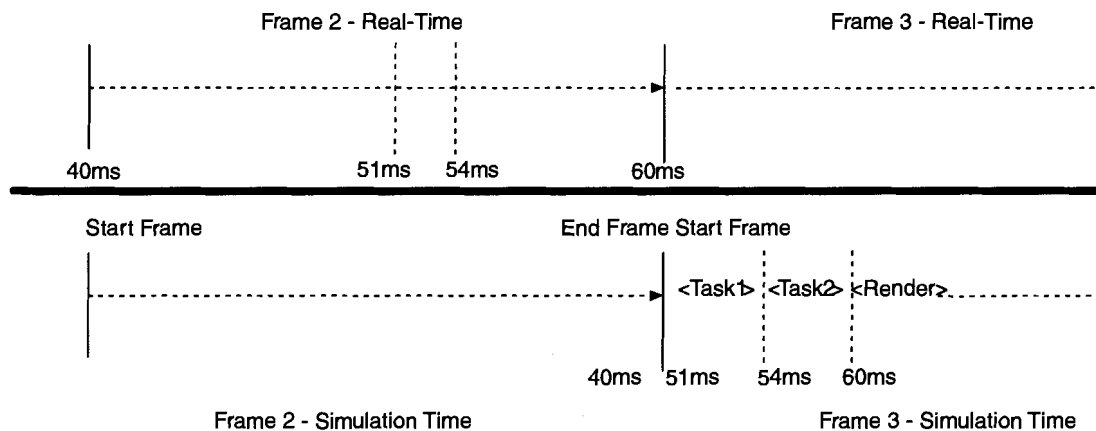 Frame 2 - Real-Time Frame 3 - Real-Time
40ms 51ms 54ms 60ms
Start Frame End Frame Start Frame
<Task1> <Task2> <Render>
40ms 51ms 54ms 60ms
Frame 2 - Simulation Time Frame 3 - Simulation Time